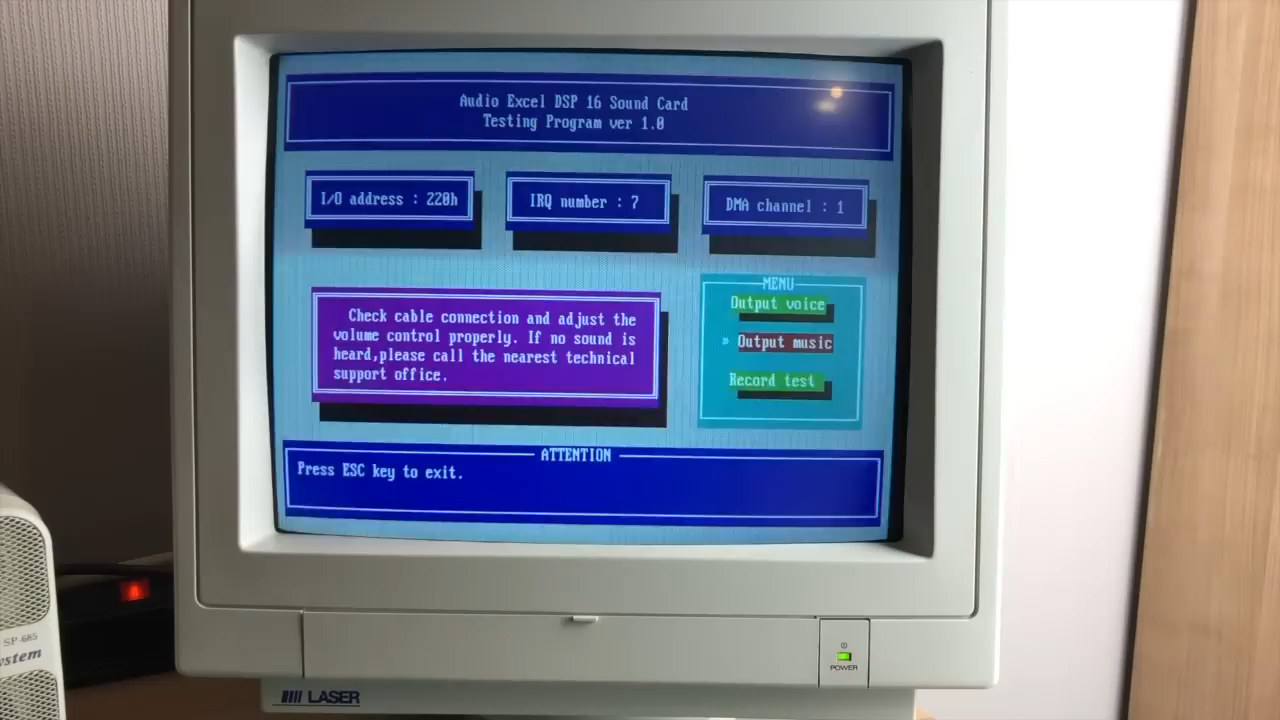 Audio Excel DSP 16 Sound Card
Testing Program ver 1.0
I/O address : 220h
IRQ number : 7
DMA channel : 1
Check cable connection and adjust the
volume control properly. If no sound is
heard,please call the nearest technical
support office.
MENU
Output voice
» Output music
Record test
ATTENTION
Press ESC key to exit.
SP-685
ystem
POWER
LASER